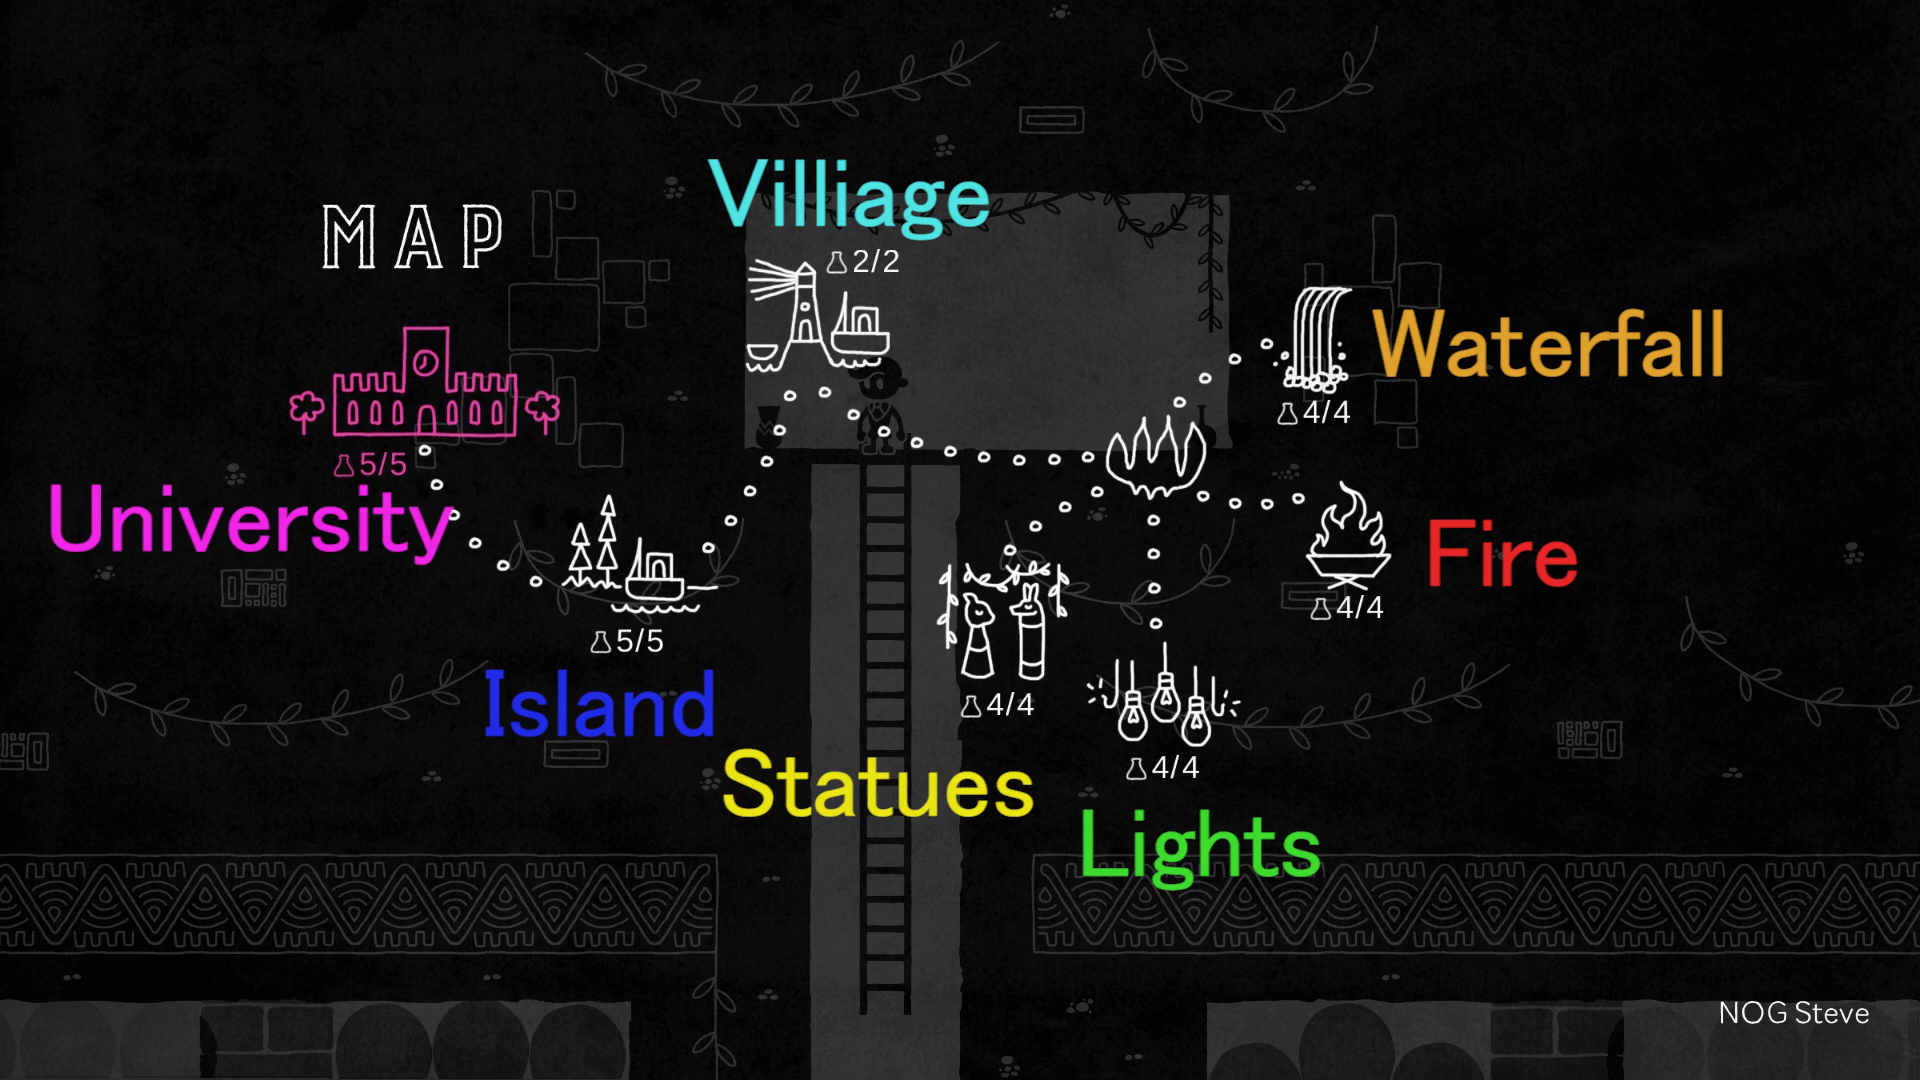 Villiage
2/2
MAP
Waterfall
4/4
5/5
University
Fire
4/4
5/5
Island
4/4
Statues
4/4
Lights
NOG Steve